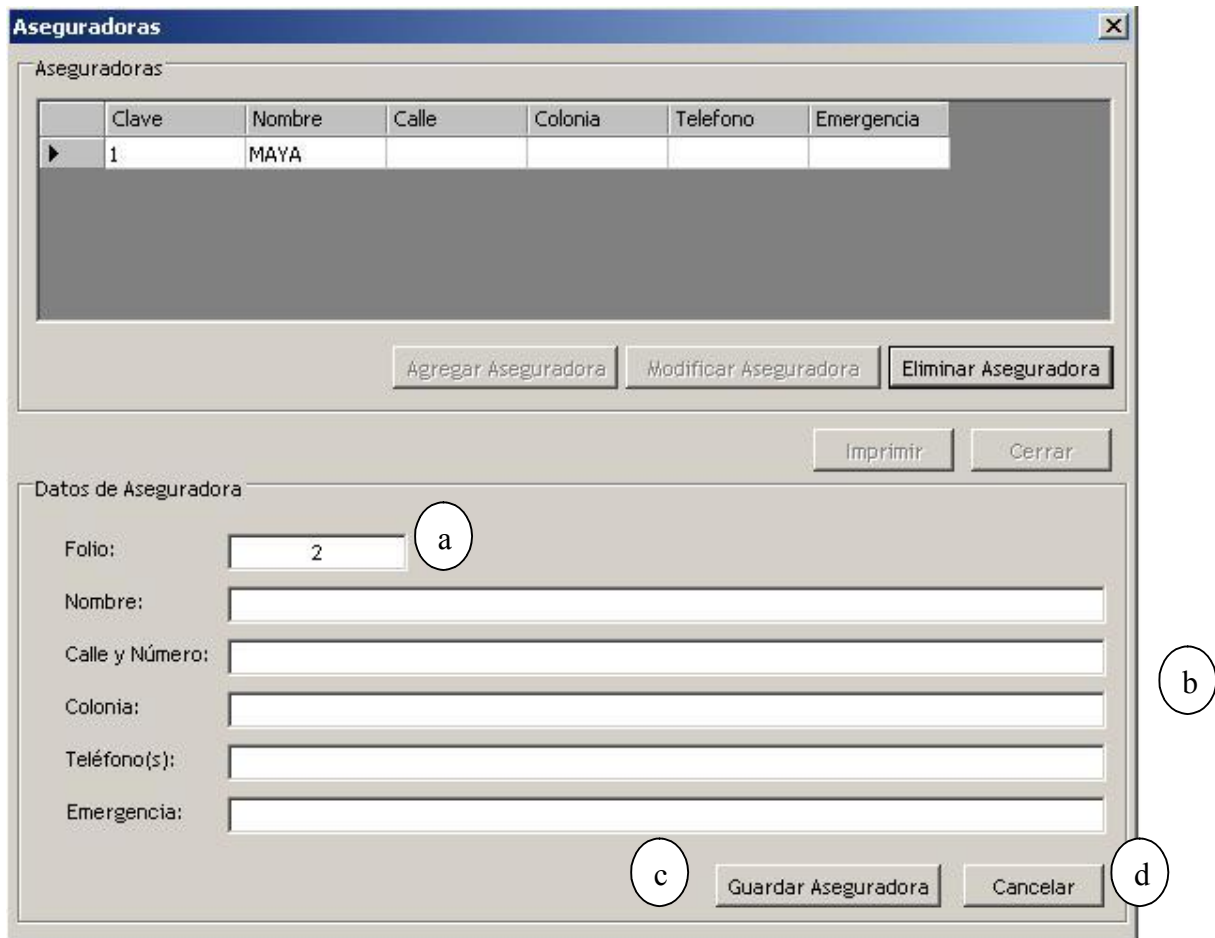 Aseguradoras
Aseguradoras
Clave Nombre Calle Colonia Telefono Emergencia
1 MAYA
Agregar Aseguradora Modificar Aseguradora Eliminar Aseguradora
Imprimir Cerrar
Datos de Aseguradora
Folio: 2 a
Nombre:
Calle y Número:
b
Colonia:
Teléfono(s):
Emergencia:
c Guardar Aseguradora Cancelar d